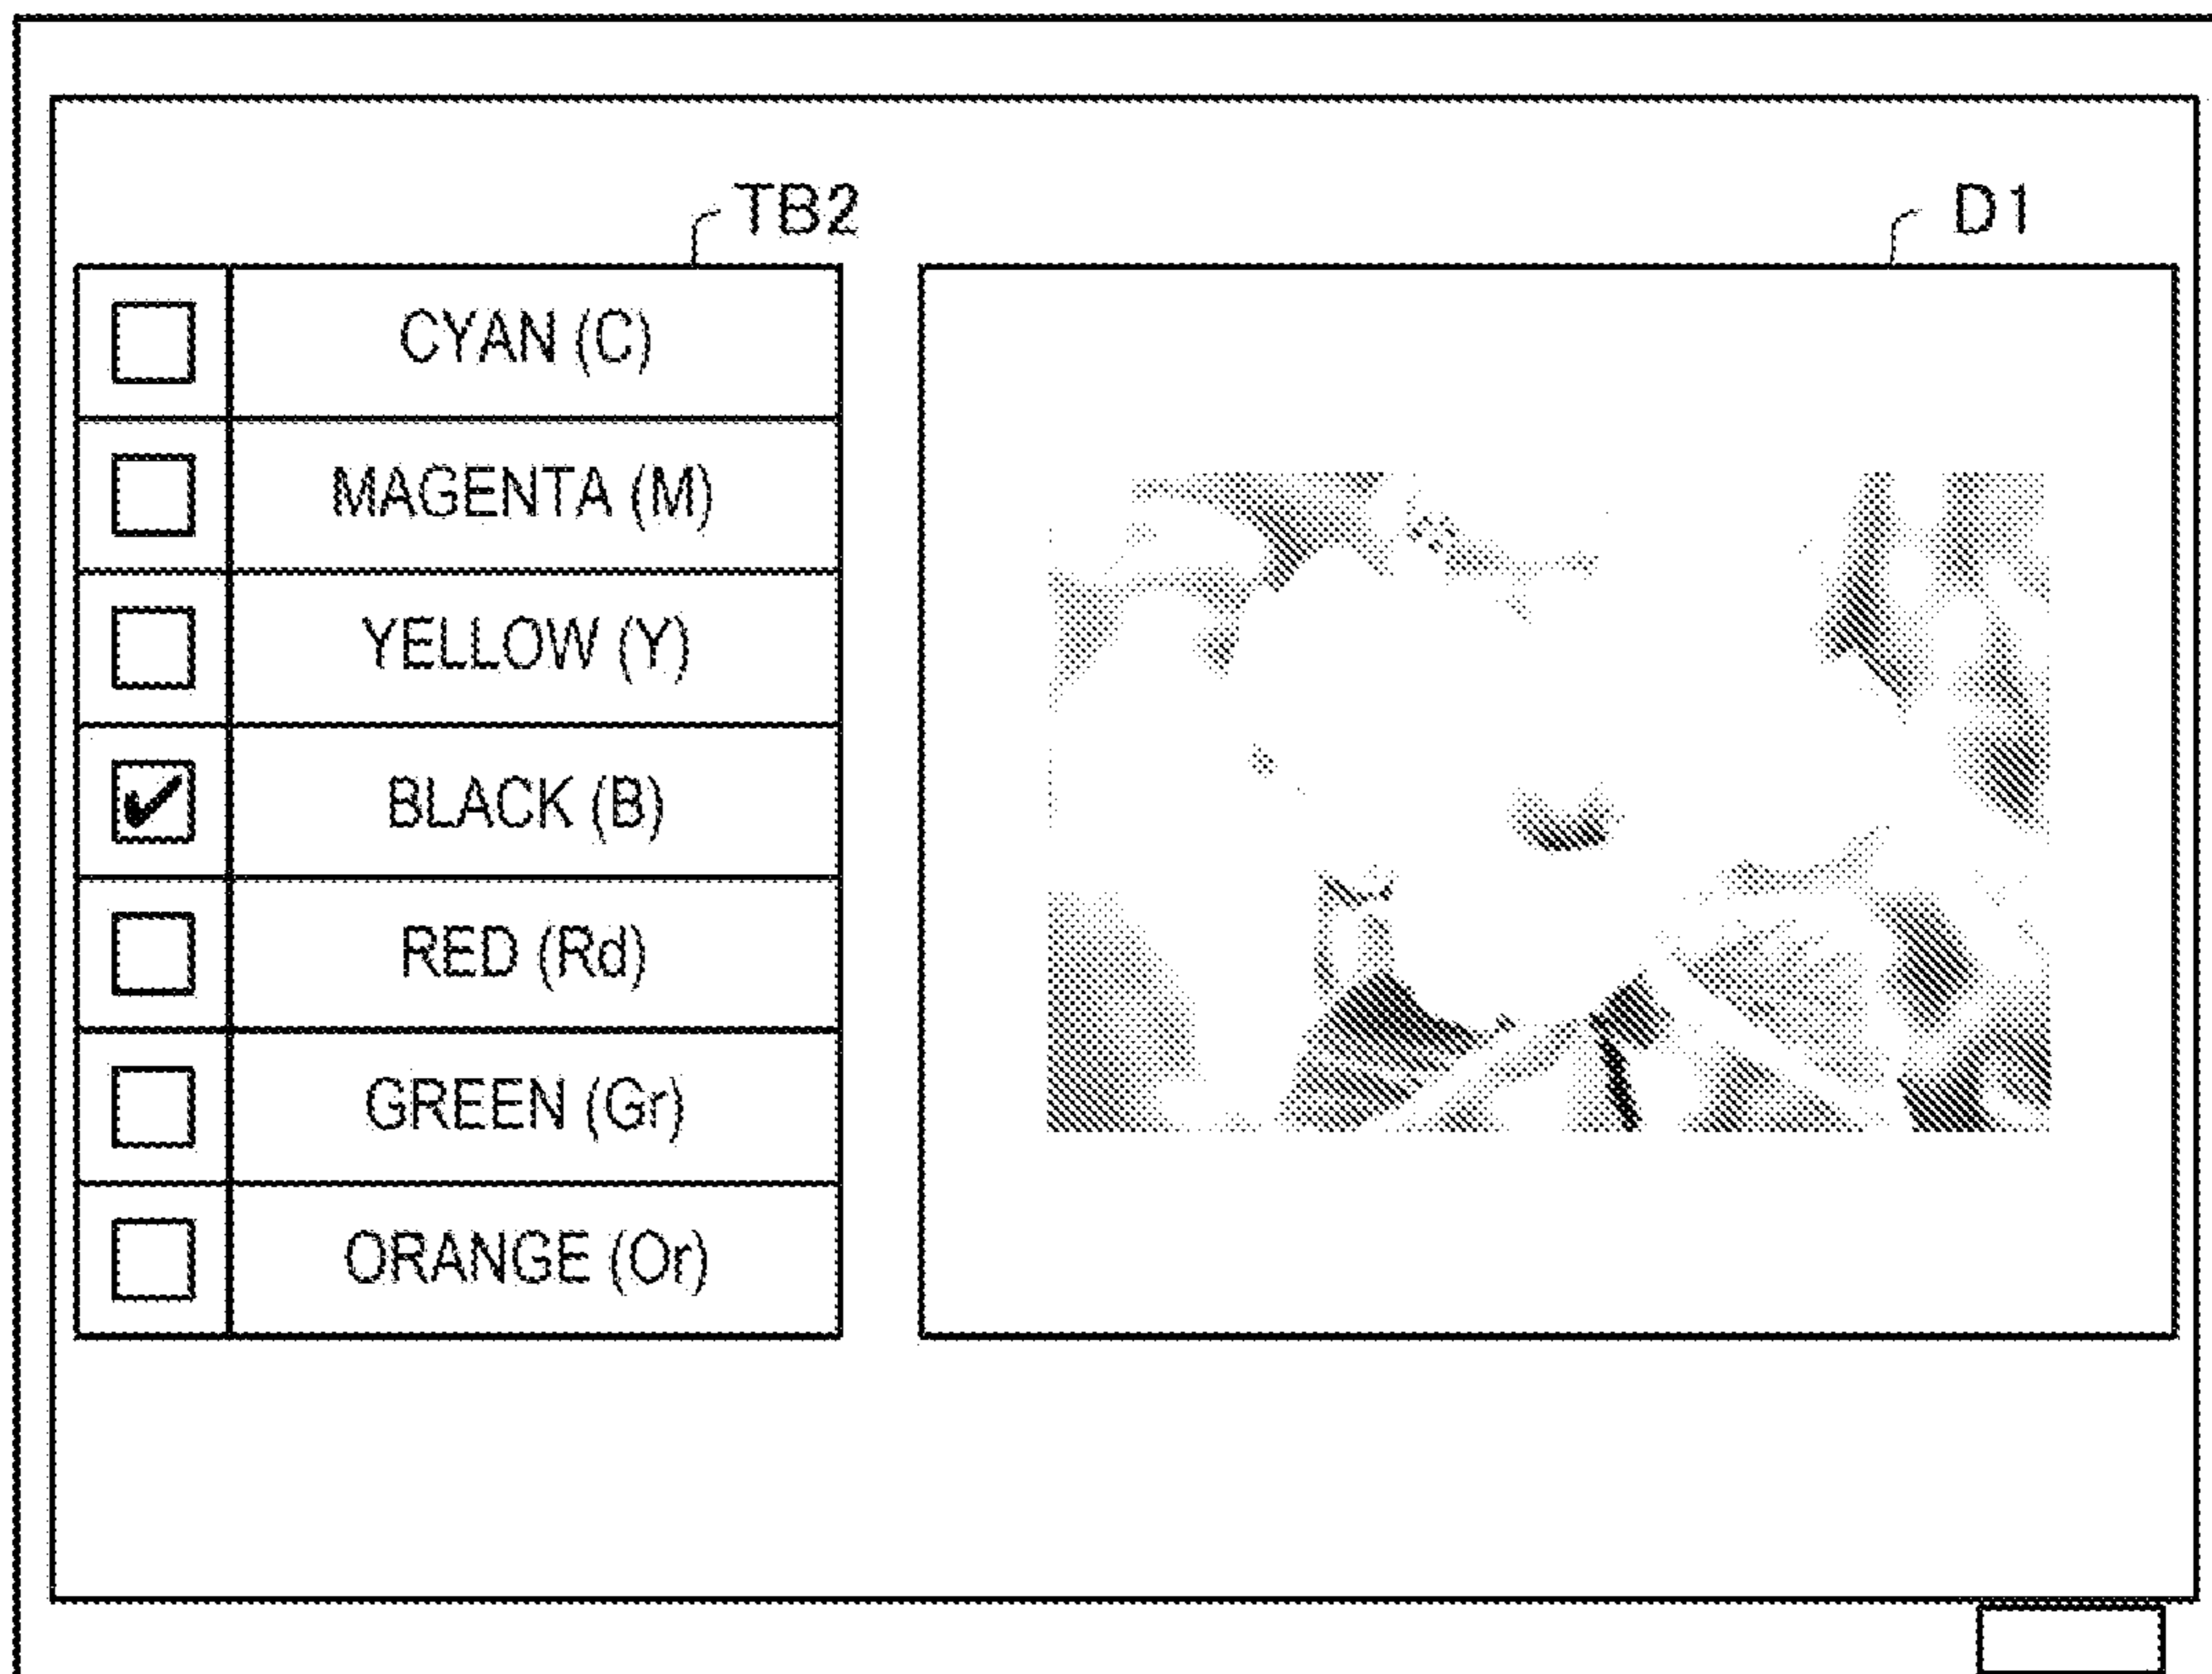 TB2
D1
CYAN (C)
MAGENTA (M)
YELLOW (Y)
BLACK (B)
RED (Rd)
GREEN (Gr)
ORANGE (Or)